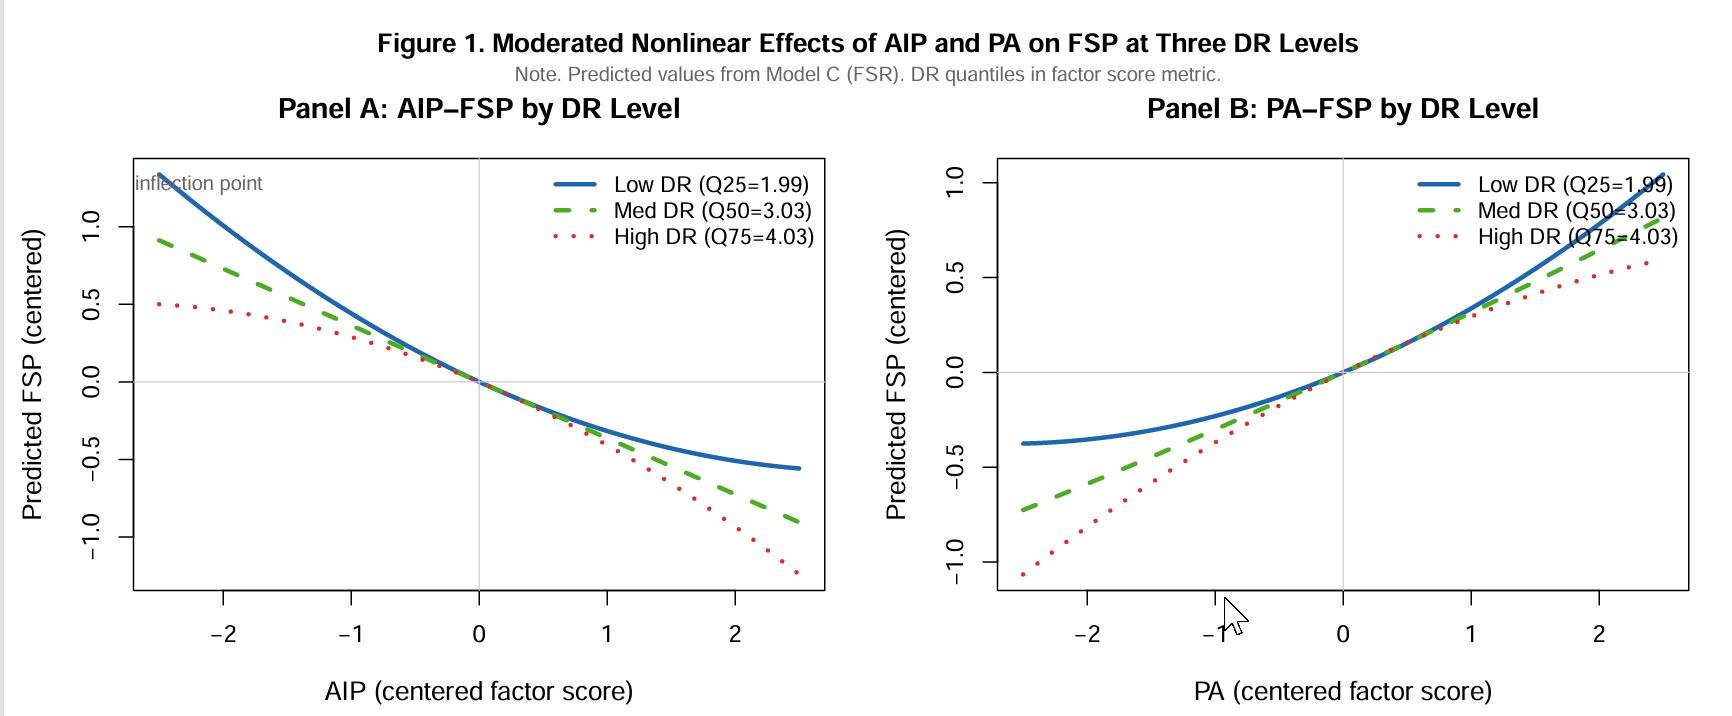 Figure 1. Moderated Nonlinear Effects of AIP and PA on FSP at Three DR Levels
Note. Predicted values from Model C (FSR). DR quantiles in factor score metric.
Panel A: AIP–FSP by DR Level
inflection point
Low DR (Q25=1.99)
Med DR (Q50=3.03)
High DR (Q75=4.03)
Predicted FSP (centered)
1.0
0.5
0.0
−0.5
−1.0
−2
−1
0
1
2
AIP (centered factor score)
Panel B: PA–FSP by DR Level
Low DR (Q25=1.99)
Med DR (Q50=3.03)
High DR (Q75=4.03)
Predicted FSP (centered)
1.0
0.5
0.0
−0.5
−1.0
−2
−1
0
1
2
PA (centered factor score)